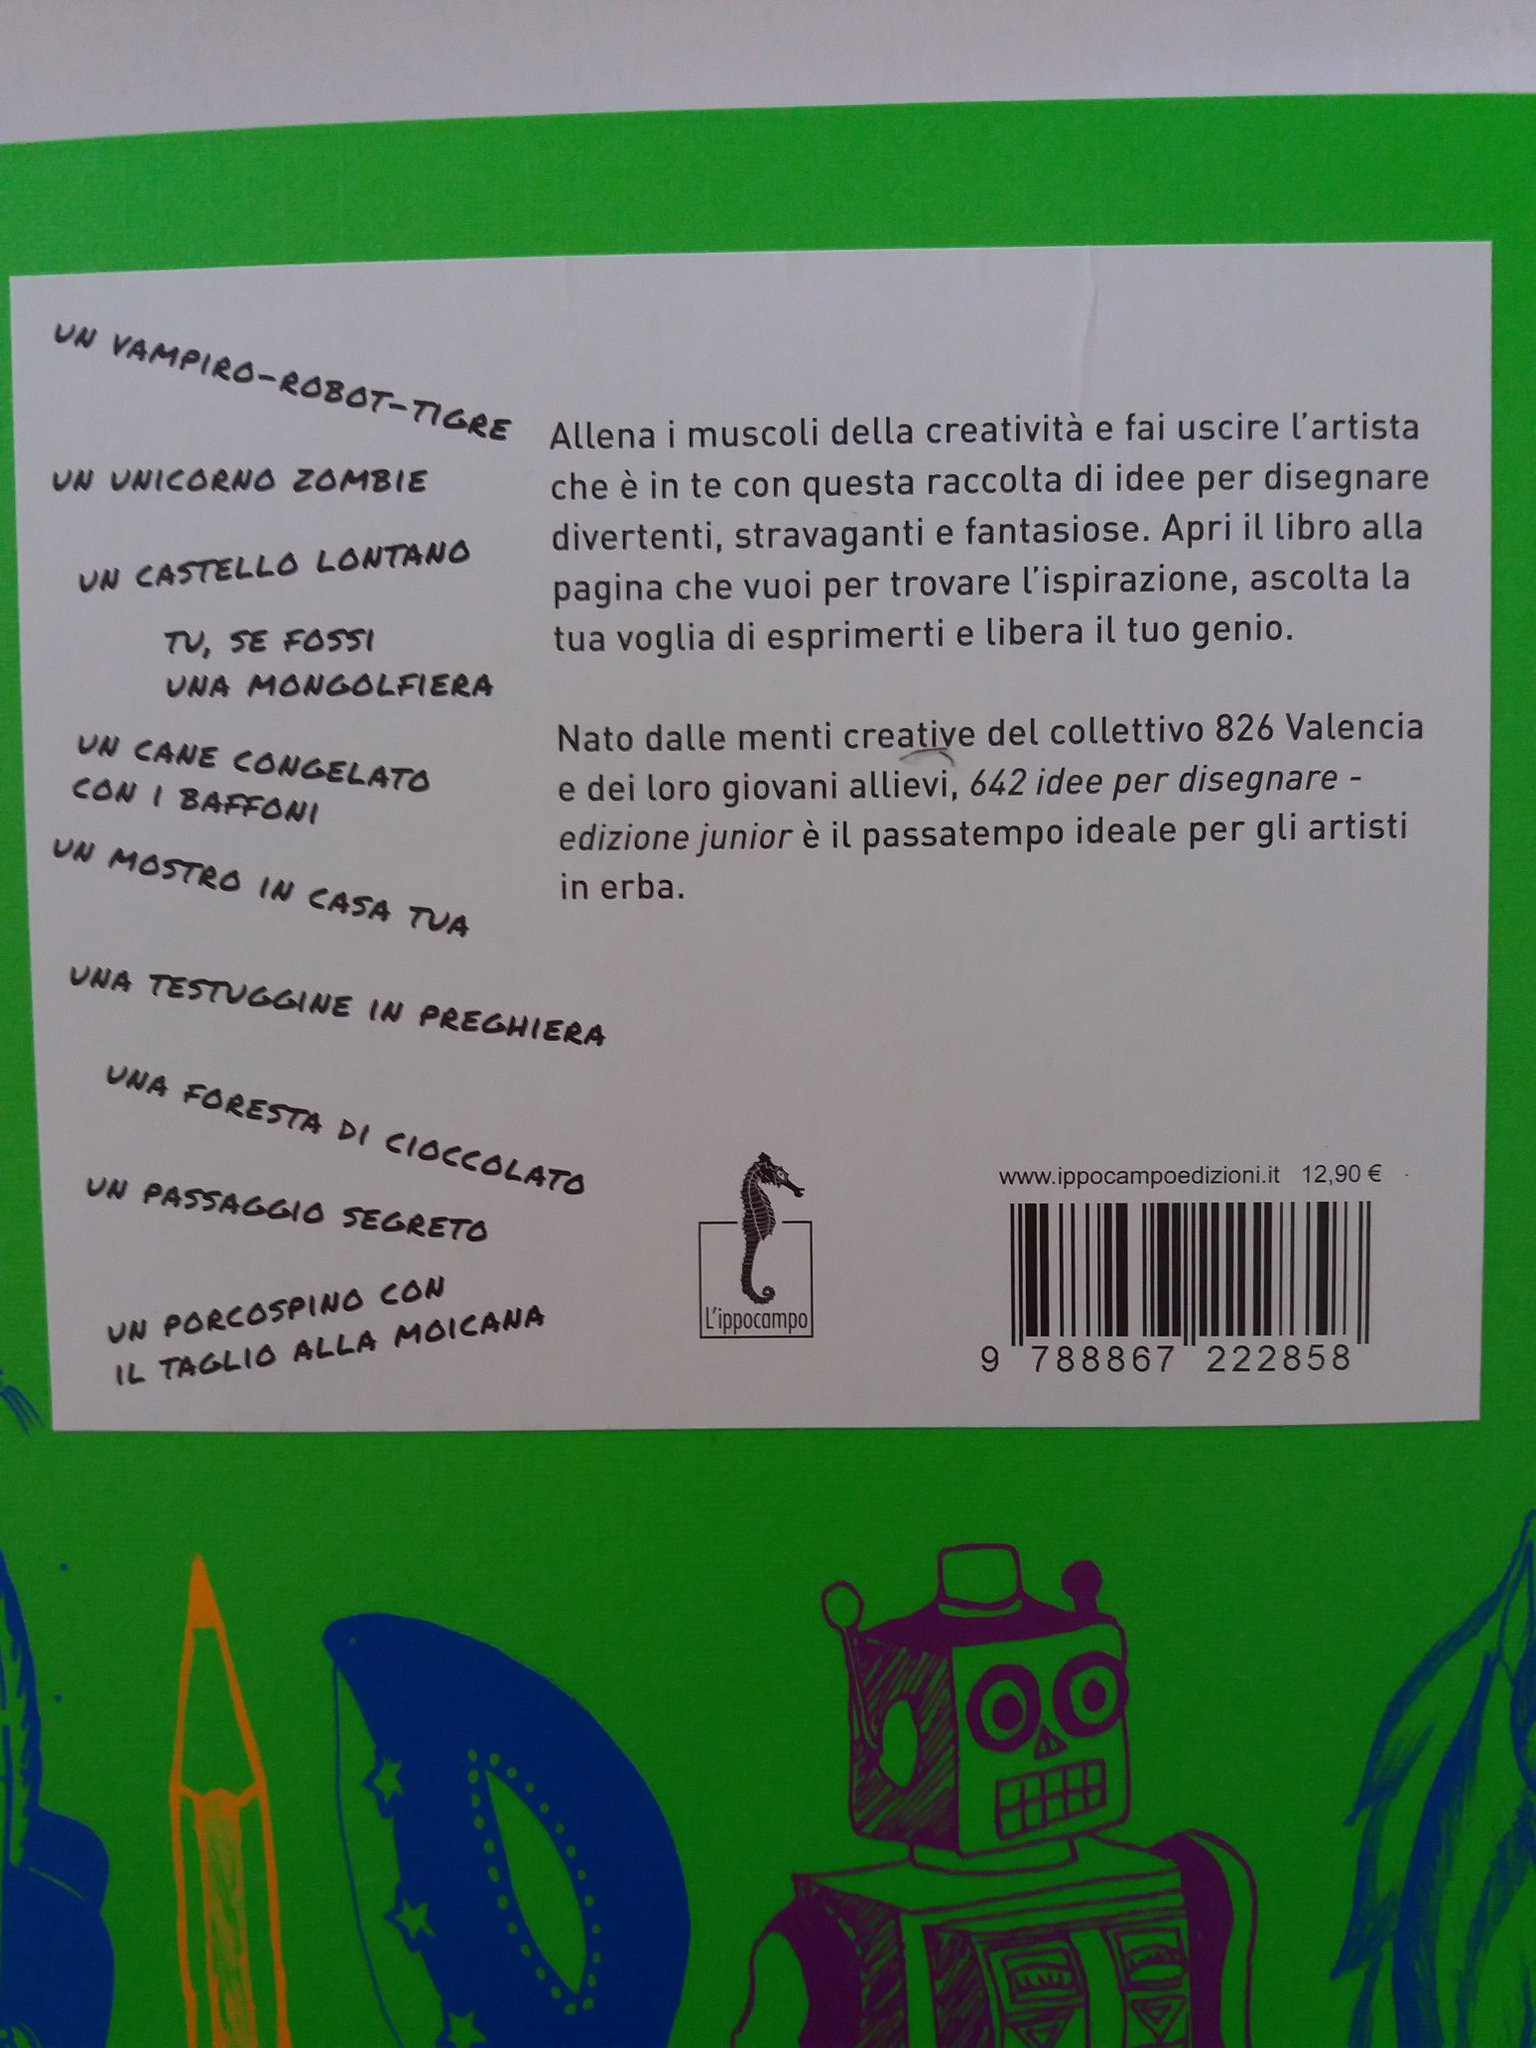 UN VAMPIRO-ROBOT-TIGRE
UN UNICORNO ZOMBIE
UN CASTELLO LONTANO
TU, SE FOSSI
UNA MONGOLFIERA
UN CANE CONGELATO
CON I BAFFONI
UN MOSTRO IN CASA TUA
UNA TESTUGGINE IN PREGHIERA
UNA FORESTA DI CIOCCOLATO
UN PASSAGGIO SEGRETO
UN PORCOSPINO CON
IL TAGLIO ALLA MOICANA
Allena i muscoli della creatività e fai uscire l'artista
che è in te con questa raccolta di idee per disegnare
divertenti, stravaganti e fantasiose. Apri il libro alla
pagina che vuoi per trovare l'ispirazione, ascolta la
tua voglia di esprimerti e libera il tuo genio.
Nato dalle menti creative del collettivo 826 Valencia
e dei loro giovani allievi, 642 idee per disegnare -
edizione junior è il passatempo ideale per gli artisti
in erba.
L'ippocampo
www.ippocampoedizioni.it 12,90 €
9 788867 222858